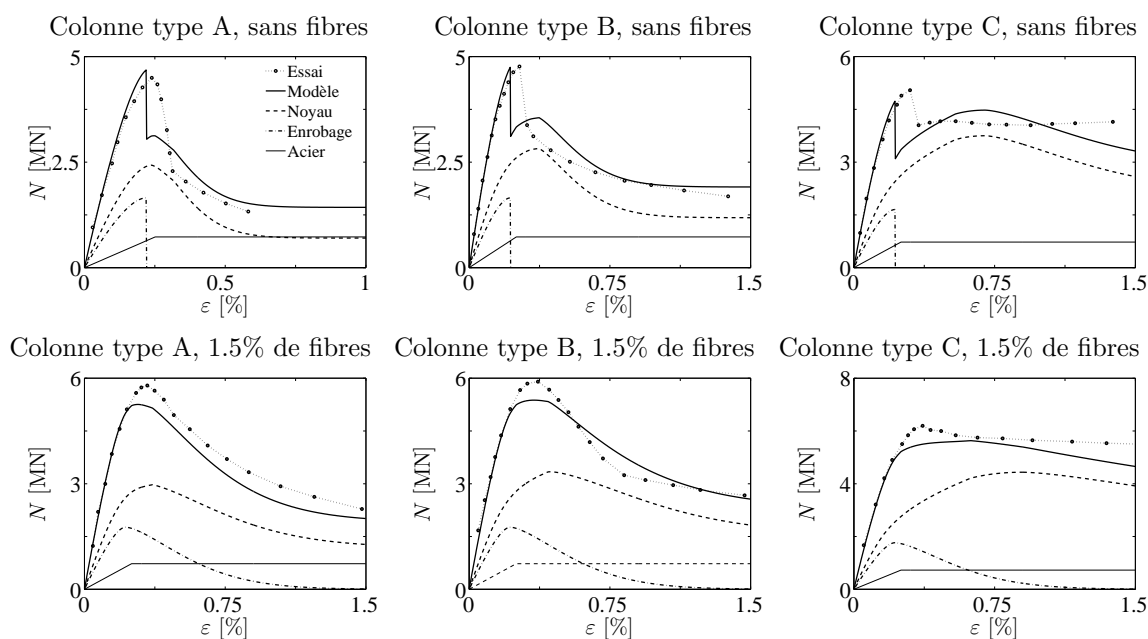 Colonne type A, sans fibres
5
2.5
0
N [MN]
Essai
Modèle
Noyau
Enrobage
Acier
0
0.5
1
ε [%]
Colonne type B, sans fibres
5
2.5
0
N [MN]
0
0.75
1.5
ε [%]
Colonne type C, sans fibres
6
3
0
N [MN]
0
0.75
1.5
ε [%]
Colonne type A, 1.5% de fibres
6
3
0
N [MN]
0
0.75
1.5
ε [%]
Colonne type B, 1.5% de fibres
6
3
0
N [MN]
0
0.75
1.5
ε [%]
Colonne type C, 1.5% de fibres
8
4
0
N [MN]
0
0.75
1.5
ε [%]